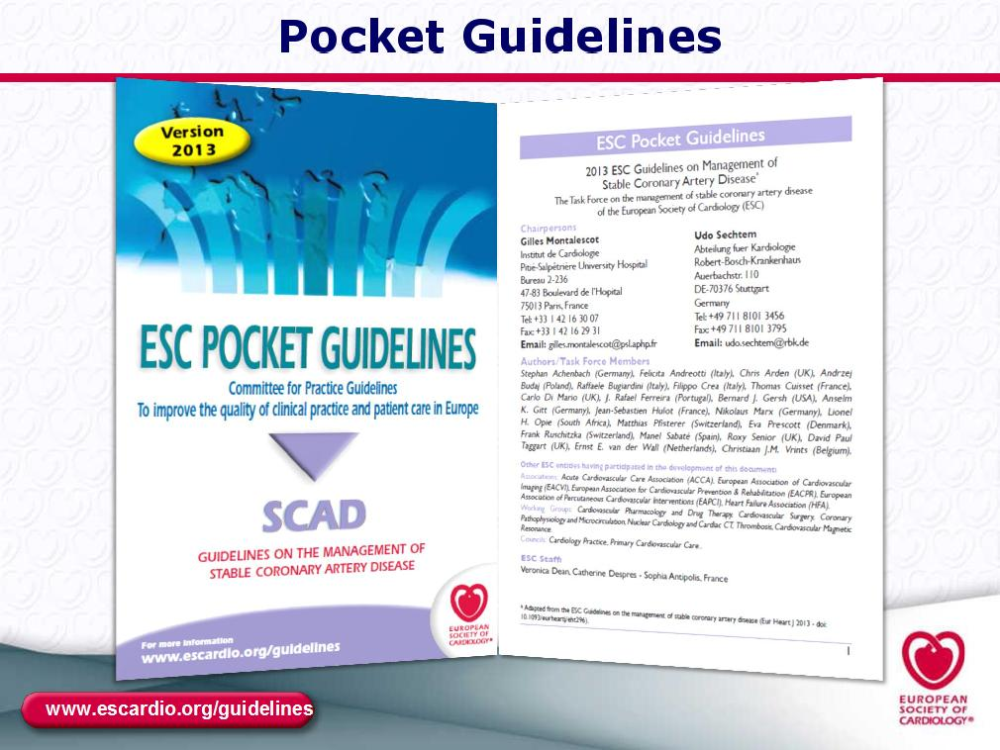 Pocket Guidelines
Version
2013
ESC POCKET GUIDELINES
Committee for Practice Guidelines
To improve the quality of clinical practice and patient care in Europe
SCAD
GUIDELINES ON THE MANAGEMENT OF
STABLE CORONARY ARTERY DISEASE
For more information
www.escardio.org/guidelines
EUROPEAN
SOCIETY OF
CARDIOLOGY®
ESC Pocket Guidelines
2013 ESC Guidelines on Management of
Stable Coronary Artery Disease*
The Task Force on the management of stable coronary artery disease
of the European Society of Cardiology (ESC)
Chairpersons
Gilles Montalescot
Institut de Cardiologie
Pitié-Salpétrière University Hospital
Bureau 2-236
47-83 Boulevard de l'Hopital
75013 Paris, France
Tel: +33 1 42 16 30 07
Fax: +33 1 42 16 29 31
Email: gilles.montalescot@psl.aphp.fr
Udo Sechtem
Abteilung fuer Kardiologie
Robert-Bosch-Krankenhaus
Auerbachstr. 110
DE-70376 Stuttgart
Germany
Tel: +49 711 8101 3456
Fax: +49 711 8101 3795
Email: udo.sechtem@rbk.de
Authors/Task Force Members
Stephan Achenbach (Germany), Felicita Andreotti (Italy), Chris Arden (UK), Andrzej
Budaj (Poland), Raffaele Bugiardini (Italy), Filippo Crea (Italy), Thomas Cuisset (France),
Carlo Di Mario (UK), J. Rafael Ferreira (Portugal), Bernard J. Gersh (USA), Anselm
K. Gitt (Germany), Jean-Sebastien Hulot (France), Nikolaus Marx (Germany), Lionel
H. Opie (South Africa), Matthias Pfisterer (Switzerland), Eva Prescott (Denmark),
Frank Ruschitzka (Switzerland), Manel Sabaté (Spain), Roxy Senior (UK), David Paul
Taggart (UK), Ernst E. van der Wall (Netherlands), Christiaan J.M. Vrints (Belgium).
Other ESC entities having participated in the development of this document:
Associations: Acute Cardiovascular Care Association (ACCA), European Association of Cardiovascular
Imaging (EACVI), European Association for Cardiovascular Prevention & Rehabilitation (EACPR), European
Association of Percutaneous Cardiovascular Interventions (EAPCI), Heart Failure Association (HFA).
Working Groups: Cardiovascular Pharmacology and Drug Therapy, Cardiovascular Surgery, Coronary
Pathophysiology and Microcirculation, Nuclear Cardiology and Cardiac CT, Thrombosis, Cardiovascular Magnetic
Resonance
Councils: Cardiology Practice, Primary Cardiovascular Care.
ESC Staff:
Veronica Dean, Catherine Despres - Sophia Antipolis, France
* Adapted from the ESC Guidelines on the management of stable coronary artery disease (Eur Heart J 2013 - doi:
10.1093/eurheartj/eht296).
1
www.escardio.org/guidelines
EUROPEAN
SOCIETY OF
CARDIOLOGY®